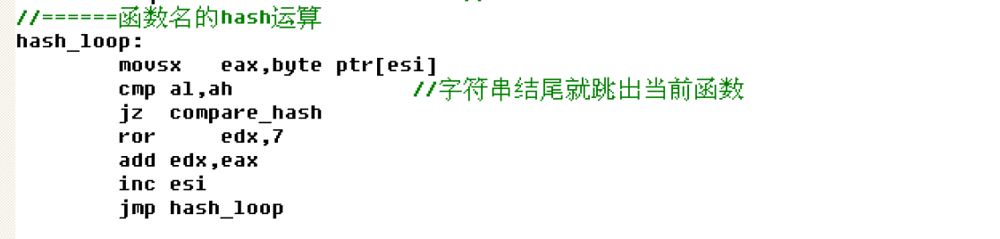 //======函数名的hash运算
hash_loop:
movsx eax,byte ptr[esi]
cmp al,ah //字符串结尾就跳出当前函数
jz compare_hash
ror edx,7
add edx,eax
inc esi
jmp hash_loop